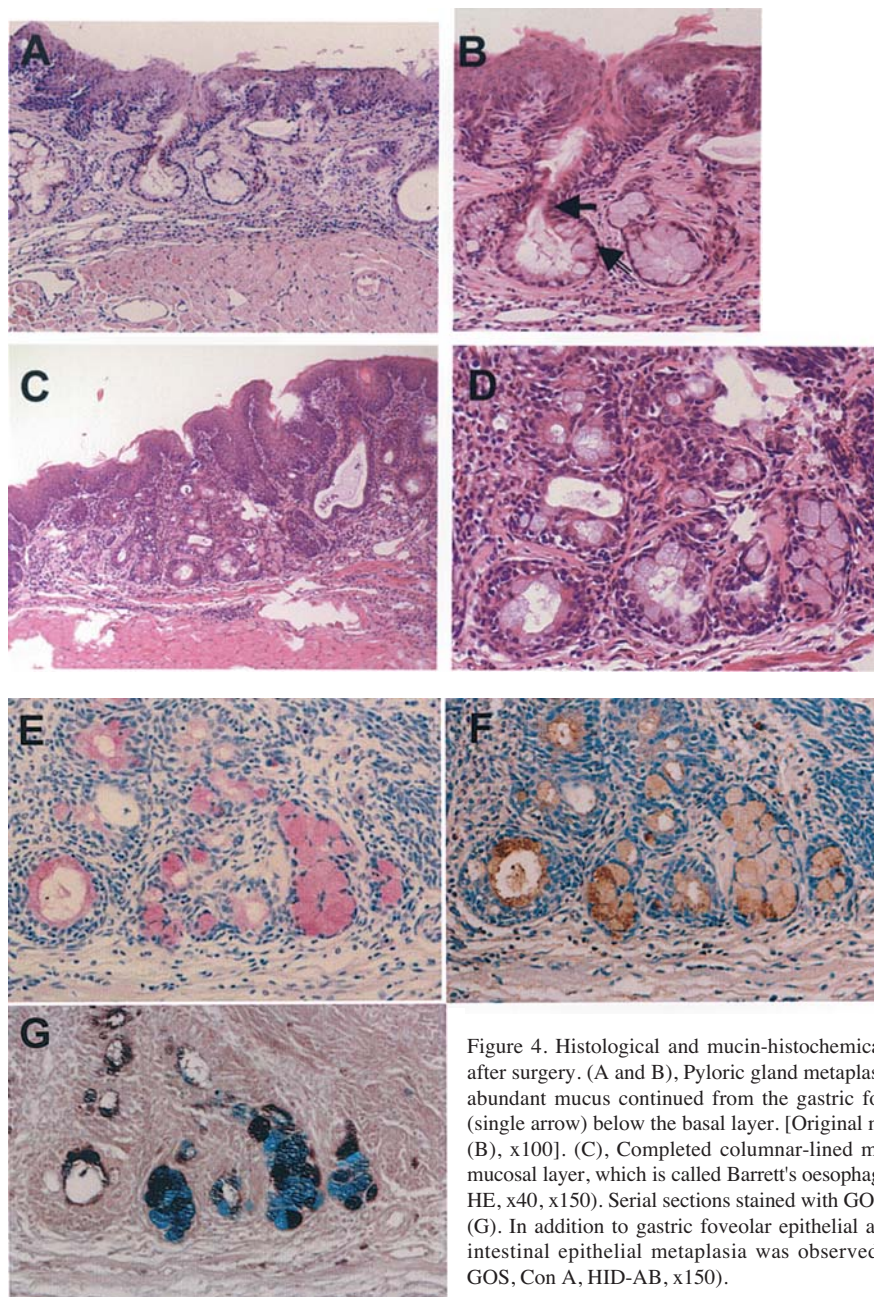 A
B
C
D
E
F
G
Figure 4. Histological and mucin-histochemica
after surgery. (A and B), Pyloric gland metaplas
abundant mucus continued from the gastric fo
(single arrow) below the basal layer. [Original m
(B), x100]. (C), Completed columnar-lined m
mucosal layer, which is called Barrett's oesophag
HE, x40, x150). Serial sections stained with GO
(G). In addition to gastric foveolar epithelial a
intestinal epithelial metaplasia was observed
GOS, Con A, HID-AB, x150).